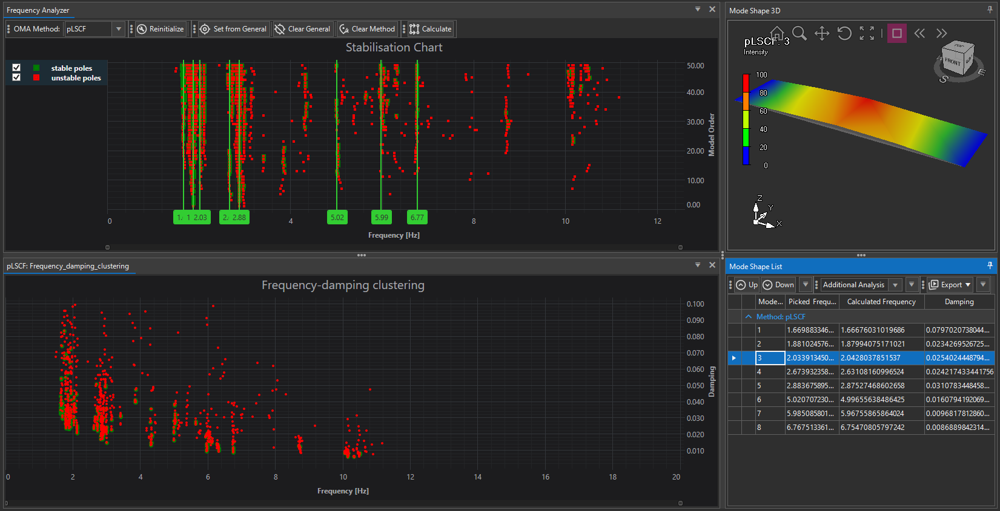 Frequency Analyzer
OMA Method: pLSCF Reinitialize Set from General Clear General Clear Method Calculate
Stabilisation Chart
stable poles
unstable poles
50.00
40.00
30.00
20.00
10.00
0.00
Model Order
2.03 2.88 5.02 5.99 6.77
0 4 8 10 12
Frequency [Hz]
pLSCF: Frequency_damping_clustering
Frequency-damping clustering
0.100
0.090
0.080
0.070
0.060
0.050
0.040
0.030
0.020
0.010
Damping
0 2 4 6 8 10 12 14 16 18 20
Frequency [Hz]
Mode Shape 3D
pLSCF: 3
Intensity
100
80
60
40
20
0
TOP
FRONT
S
E
Z
Y
X
Mode Shape List
Up Down Additional Analysis Export
Mode... Picked Frequ... Calculated Frequency Damping
Method: pLSCF
1 1.669883346... 1.66676031019686 0.0797020738044...
2 1.881024576... 1.87994075171021 0.0234269526725...
3 2.033913450... 2.0428037851537 0.0254024448794...
4 2.673932358... 2.63108160996524 0.024217433441756
5 2.883675895... 2.87527468602658 0.0310783448458...
6 5.020707230... 4.99655638486425 0.0160794192069...
7 5.985085801... 5.96755865864024 0.0096817812860...
8 6.767513361... 6.75470805797242 0.0086889842314...